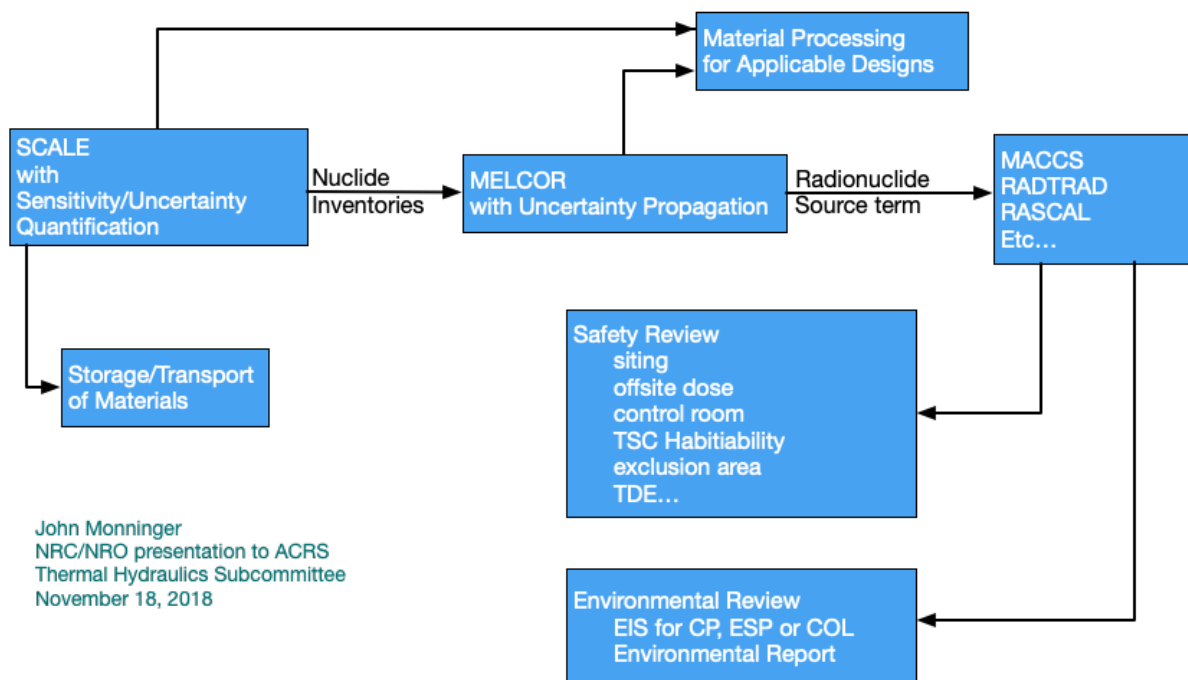 Material Processing
for Applicable Designs
SCALE
with
Sensitivity/Uncertainty
Quantification
Nuclide
Inventories
MELCOR
with Uncertainty Propagation
Radionuclide
Source term
MACCS
RADTRAD
RASCAL
Etc…
Storage/Transport
of Materials
Safety Review
siting
offsite dose
control room
TSC Habitiability
exclusion area
TDE…
John Monninger
NRC/NRO presentation to ACRS
Thermal Hydraulics Subcommittee
November 18, 2018
Environmental Review
EIS for CP, ESP or COL
Environmental Report